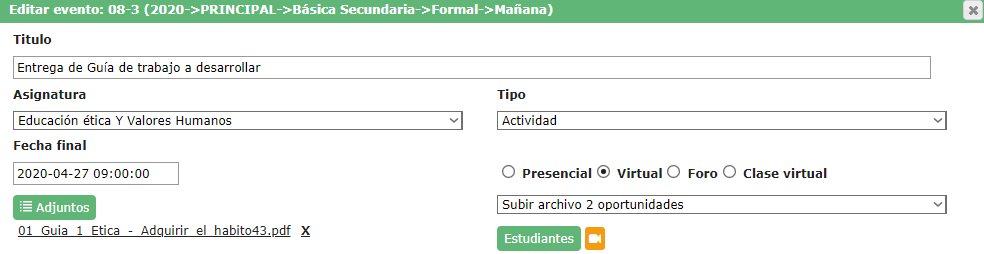 Editar evento: 08-3 (2020->PRINCIPAL->Básica Secundaria->Formal->Mañana)
Titulo
Entrega de Guía de trabajo a desarrollar
Asignatura
Tipo
Educación ética Y Valores Humanos
Actividad
Fecha final
2020-04-27 09:00:00
Presencial Virtual Foro Clase virtual
Adjuntos
Subir archivo 2 oportunidades
01_Guia_1_Etica_-_Adquirir_el_habito43.pdf X
Estudiantes